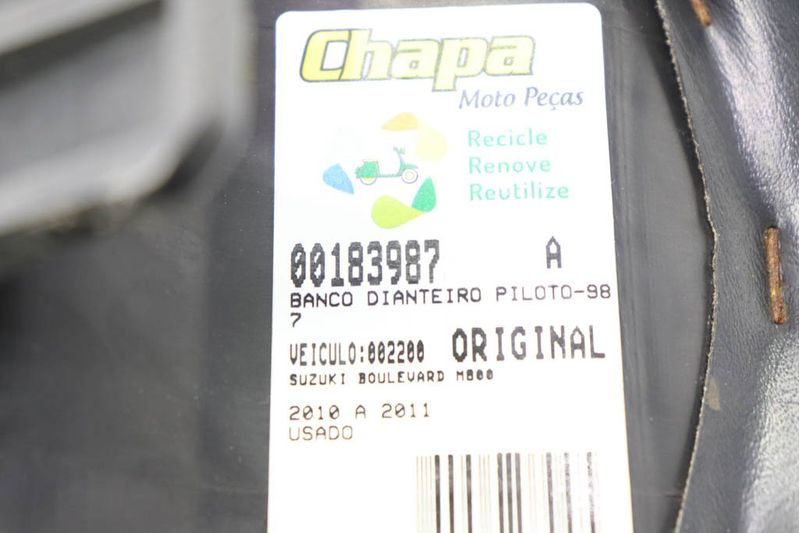 Chapa
Moto Peças
Recicle
Renove
Reutilize
00183987 A
BANCO DIANTEIRO PILOTO-98
7
VEICULO:002200 ORIGINAL
SUZUKI BOULEVARD M800
2010 A 2011
USADO